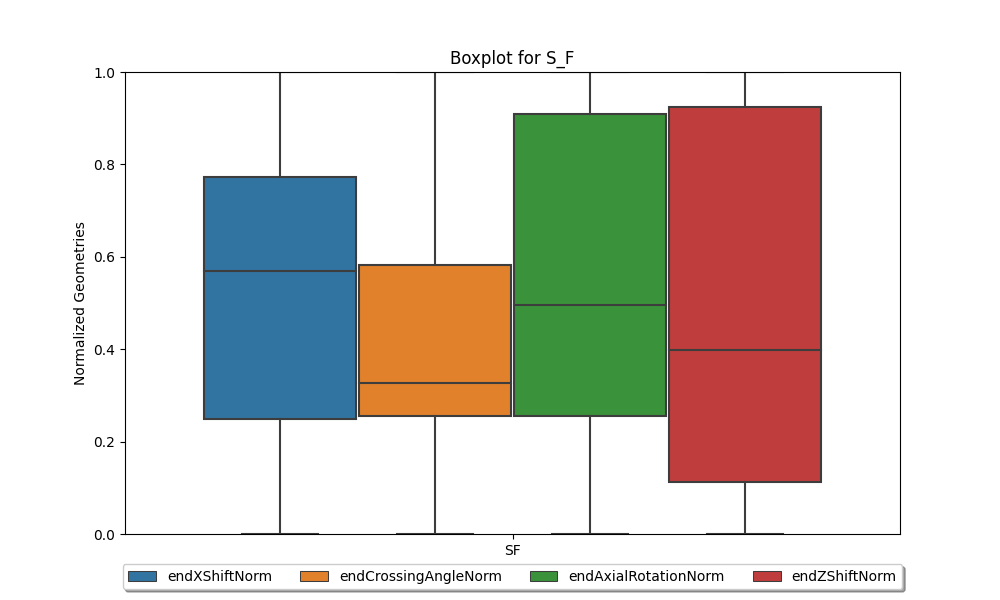 Boxplot for S_F
1.0
0.8
0.6
0.4
0.2
0.0
Normalized Geometries
SF
endXShiftNorm endCrossingAngleNorm endAxialRotationNorm endZShiftNorm